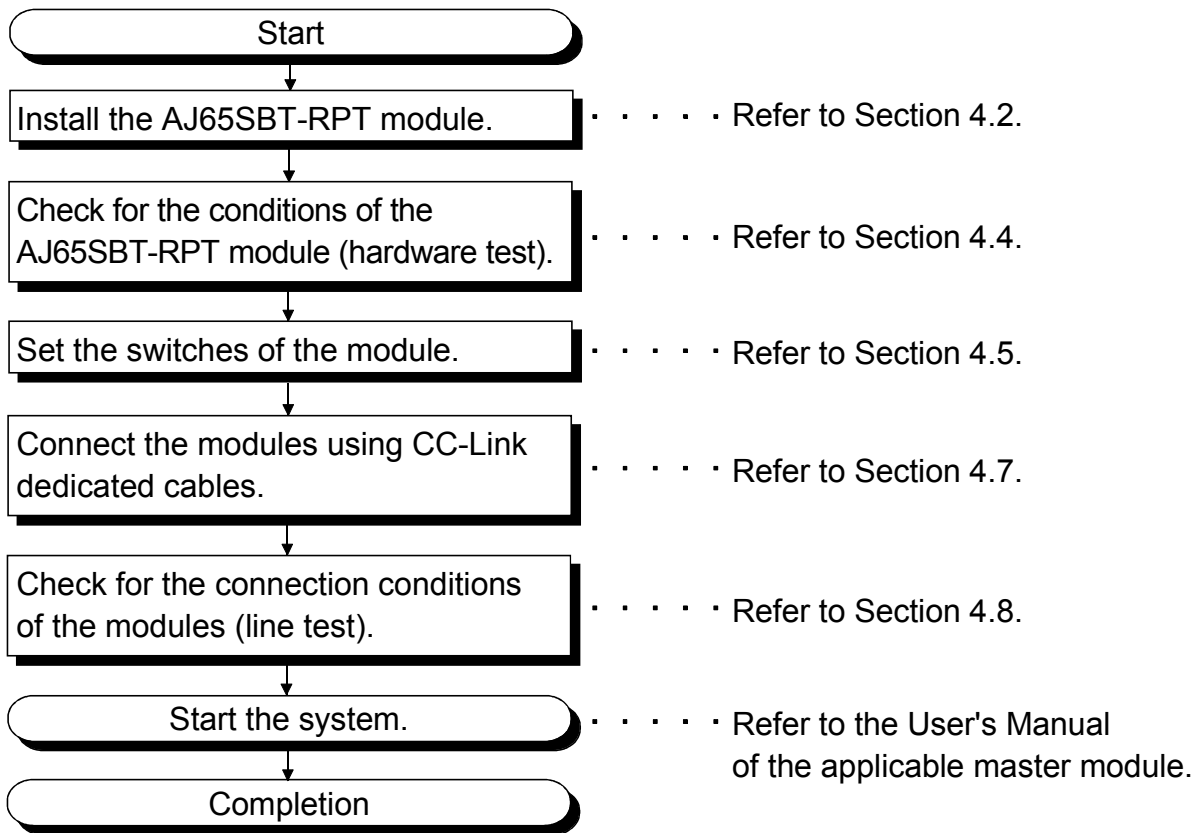 Start
Install the AJ65SBT-RPT module.
Refer to Section 4.2.
Check for the conditions of the
AJ65SBT-RPT module (hardware test).
Refer to Section 4.4.
Set the switches of the module.
Refer to Section 4.5.
Connect the modules using CC-Link
dedicated cables.
Refer to Section 4.7.
Check for the connection conditions
of the modules (line test).
Refer to Section 4.8.
Start the system.
Refer to the User's Manual
of the applicable master module.
Completion